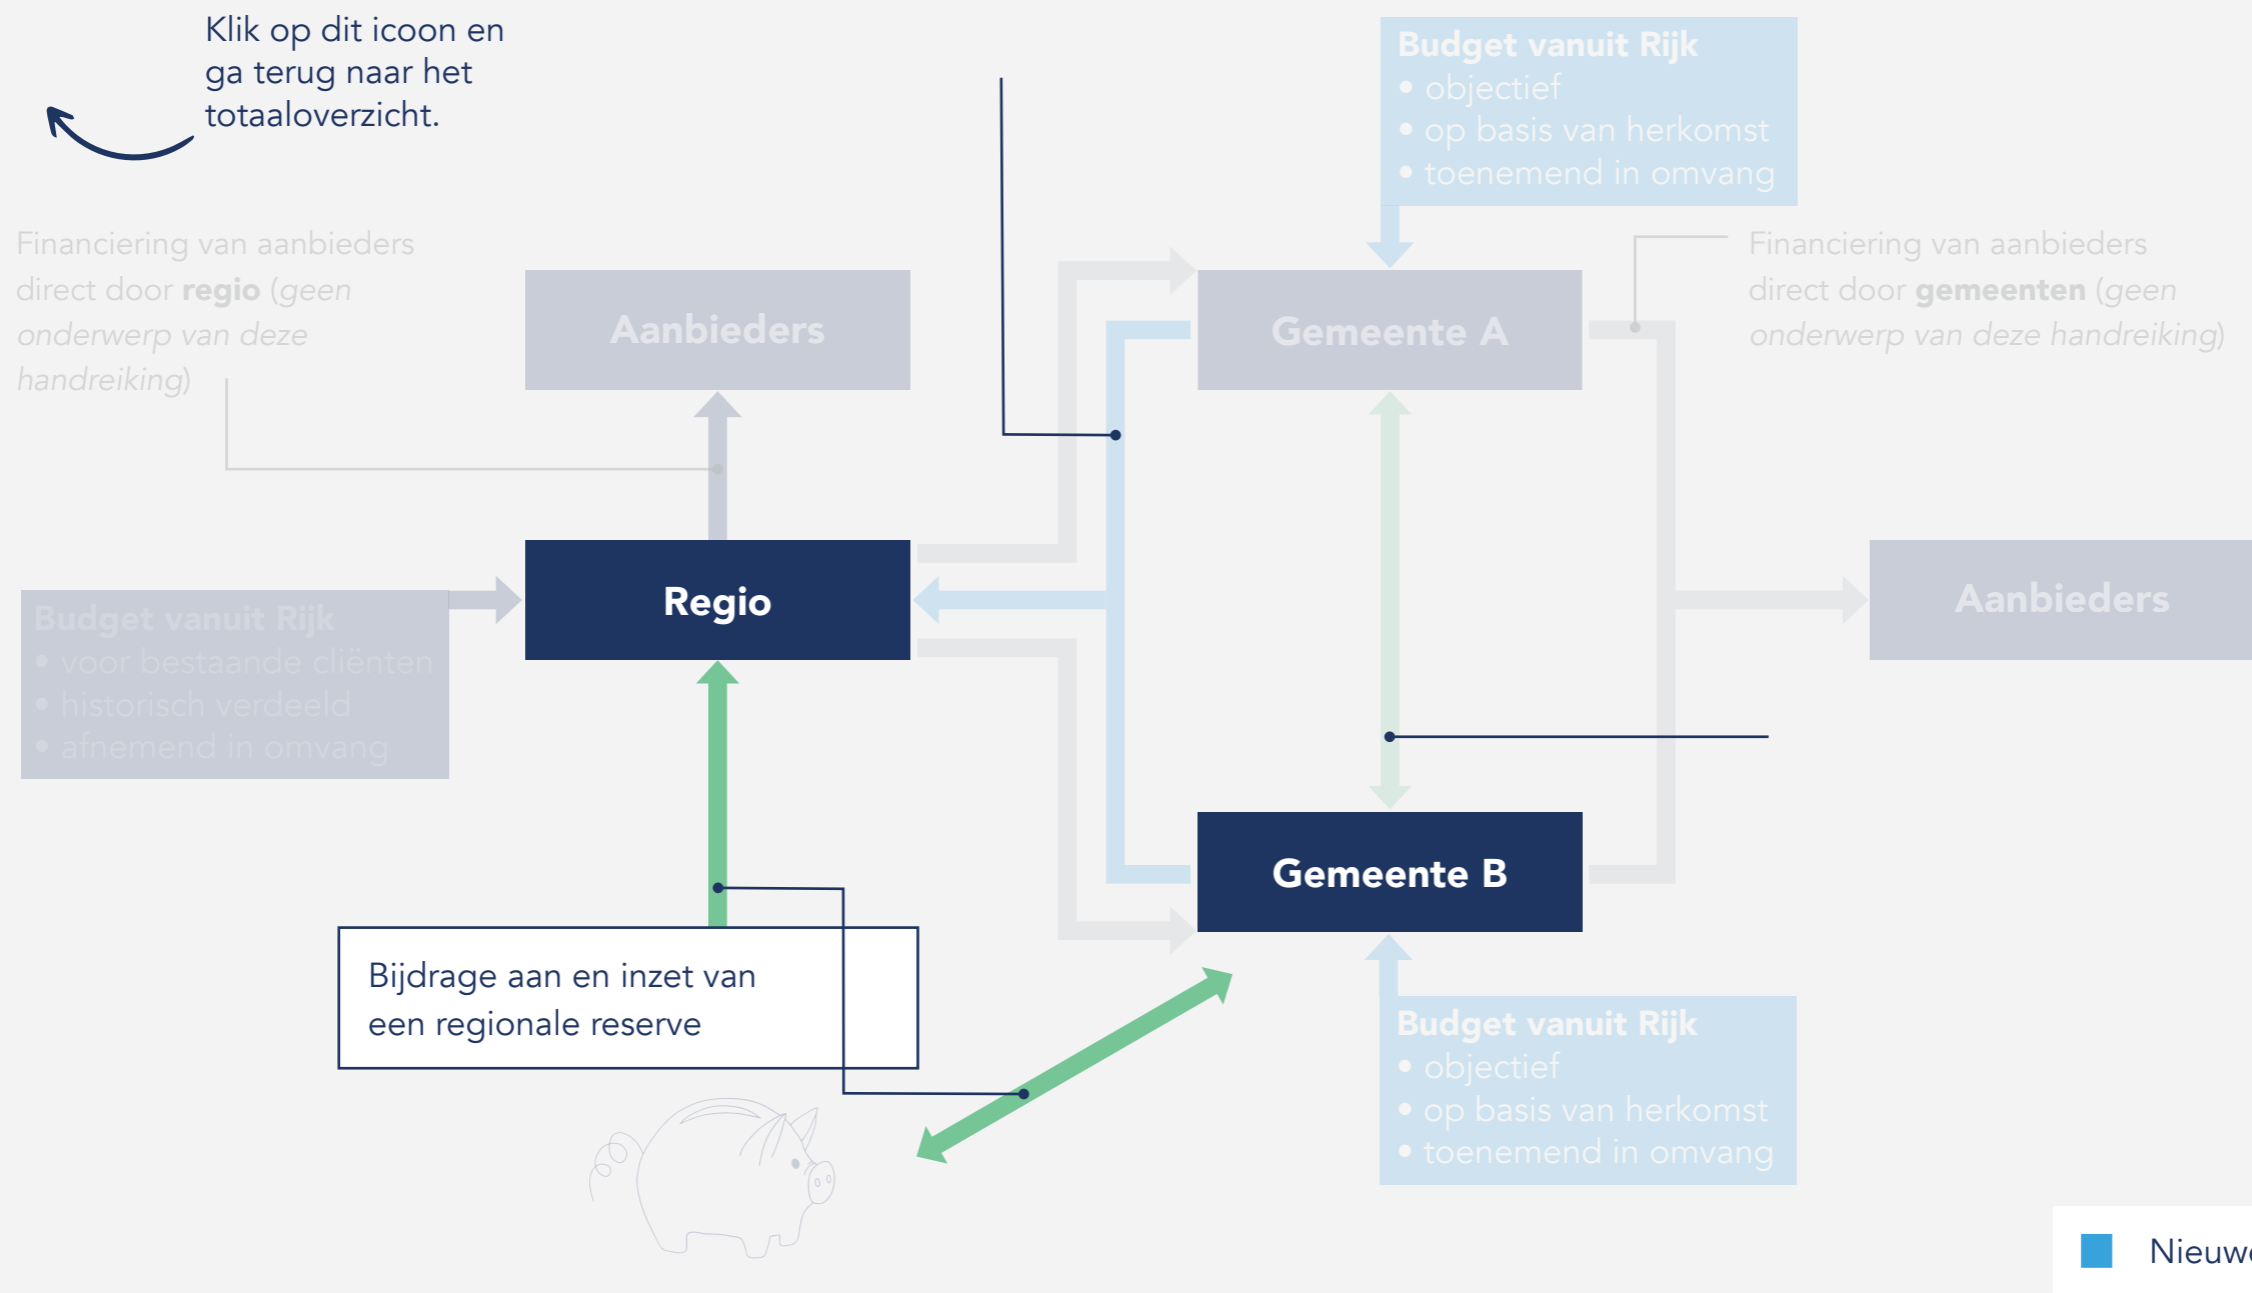 Klik op dit icoon en
ga terug naar het
totaaloverzicht.
Budget vanuit Rijk
• objectief
• op basis van herkomst
• toenemend in omvang
Financiering van aanbieders
direct door regio (geen
onderwerp van deze
handreiking)
Aanbieders
Gemeente A
Financiering van aanbieders
direct door gemeenten (geen
onderwerp van deze handreiking)
Budget vanuit Rijk
• voor bestaande cliënten
• historisch verdeeld
• afnemend in omvang
Regio
Aanbieders
Gemeente B
Bijdrage aan en inzet van
een regionale reserve
Budget vanuit Rijk
• objectief
• op basis van herkomst
• toenemend in omvang